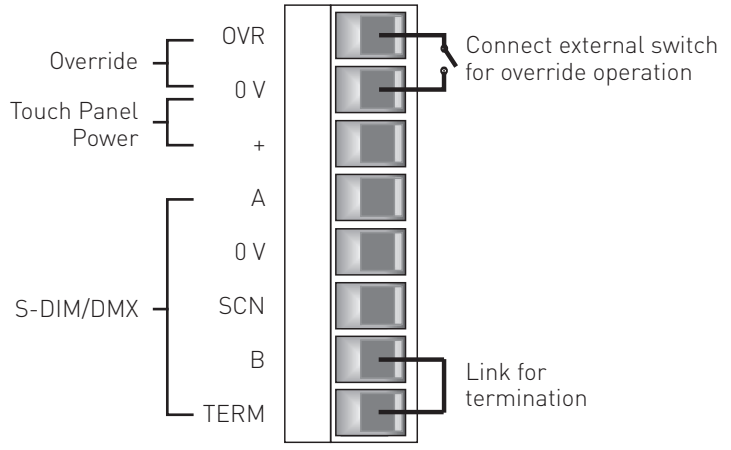 OVR
Override
0 V
Touch Panel
Power
+
A
0 V
S-DIM/DMX
SCN
B
TERM
Connect external switch
for override operation
Link for
termination